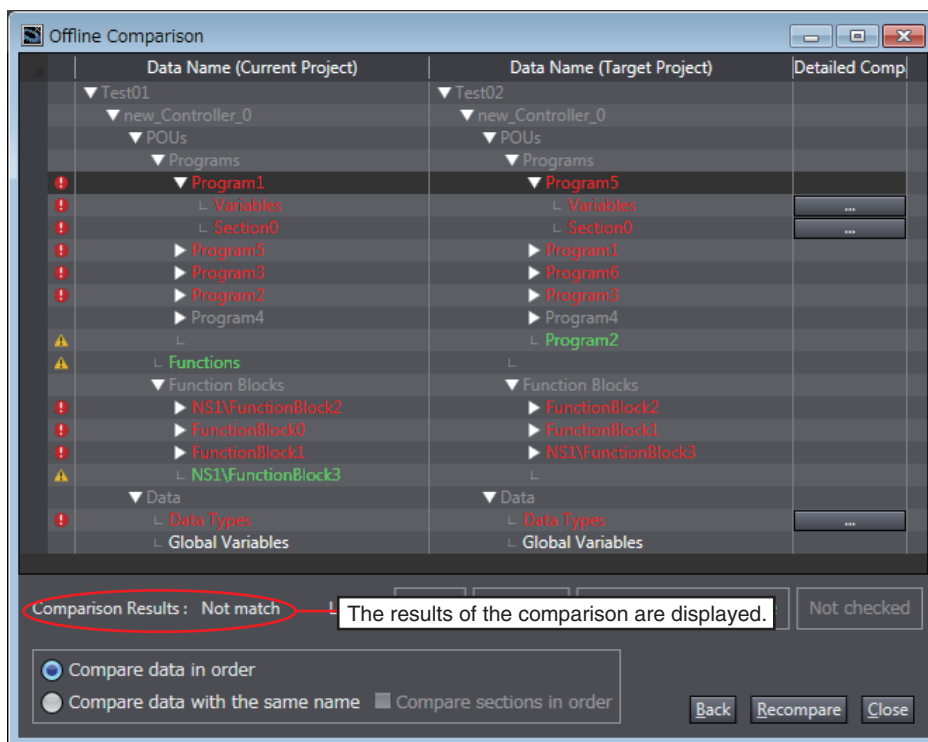 Offline Comparison
Data Name (Current Project) Data Name (Target Project) Detailed Comp
Test01 Test02
new_Controller_0 new_Controller_0
POUs POUs
Programs Programs
Program1 Program5
Variables Variables ...
Section0 Section0 ...
Program5 Program1
Program3 Program6
Program2 Program3
Program4 Program4
Program2
Functions
Function Blocks Function Blocks
NS1\FunctionBlock2 FunctionBlock2
FunctionBlock0 FunctionBlock1
FunctionBlock1 NS1\FunctionBlock3
NS1\FunctionBlock3
Data Data
Data Types Data Types ...
Global Variables Global Variables
Comparison Results : Not match The results of the comparison are displayed. Not checked
Compare data in order
Compare data with the same name Compare sections in order
Back Recompare Close